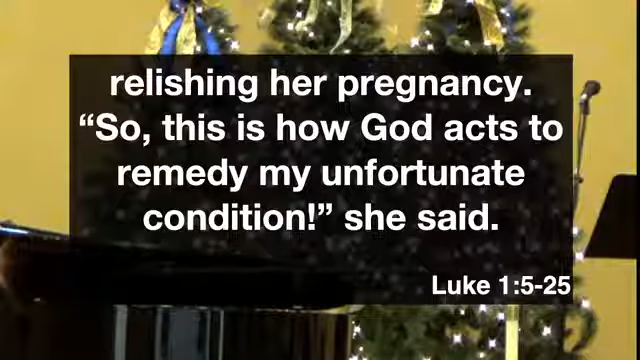 relishing her pregnancy.
“So, this is how God acts to
remedy my unfortunate
condition!” she said.
Luke 1:5-25